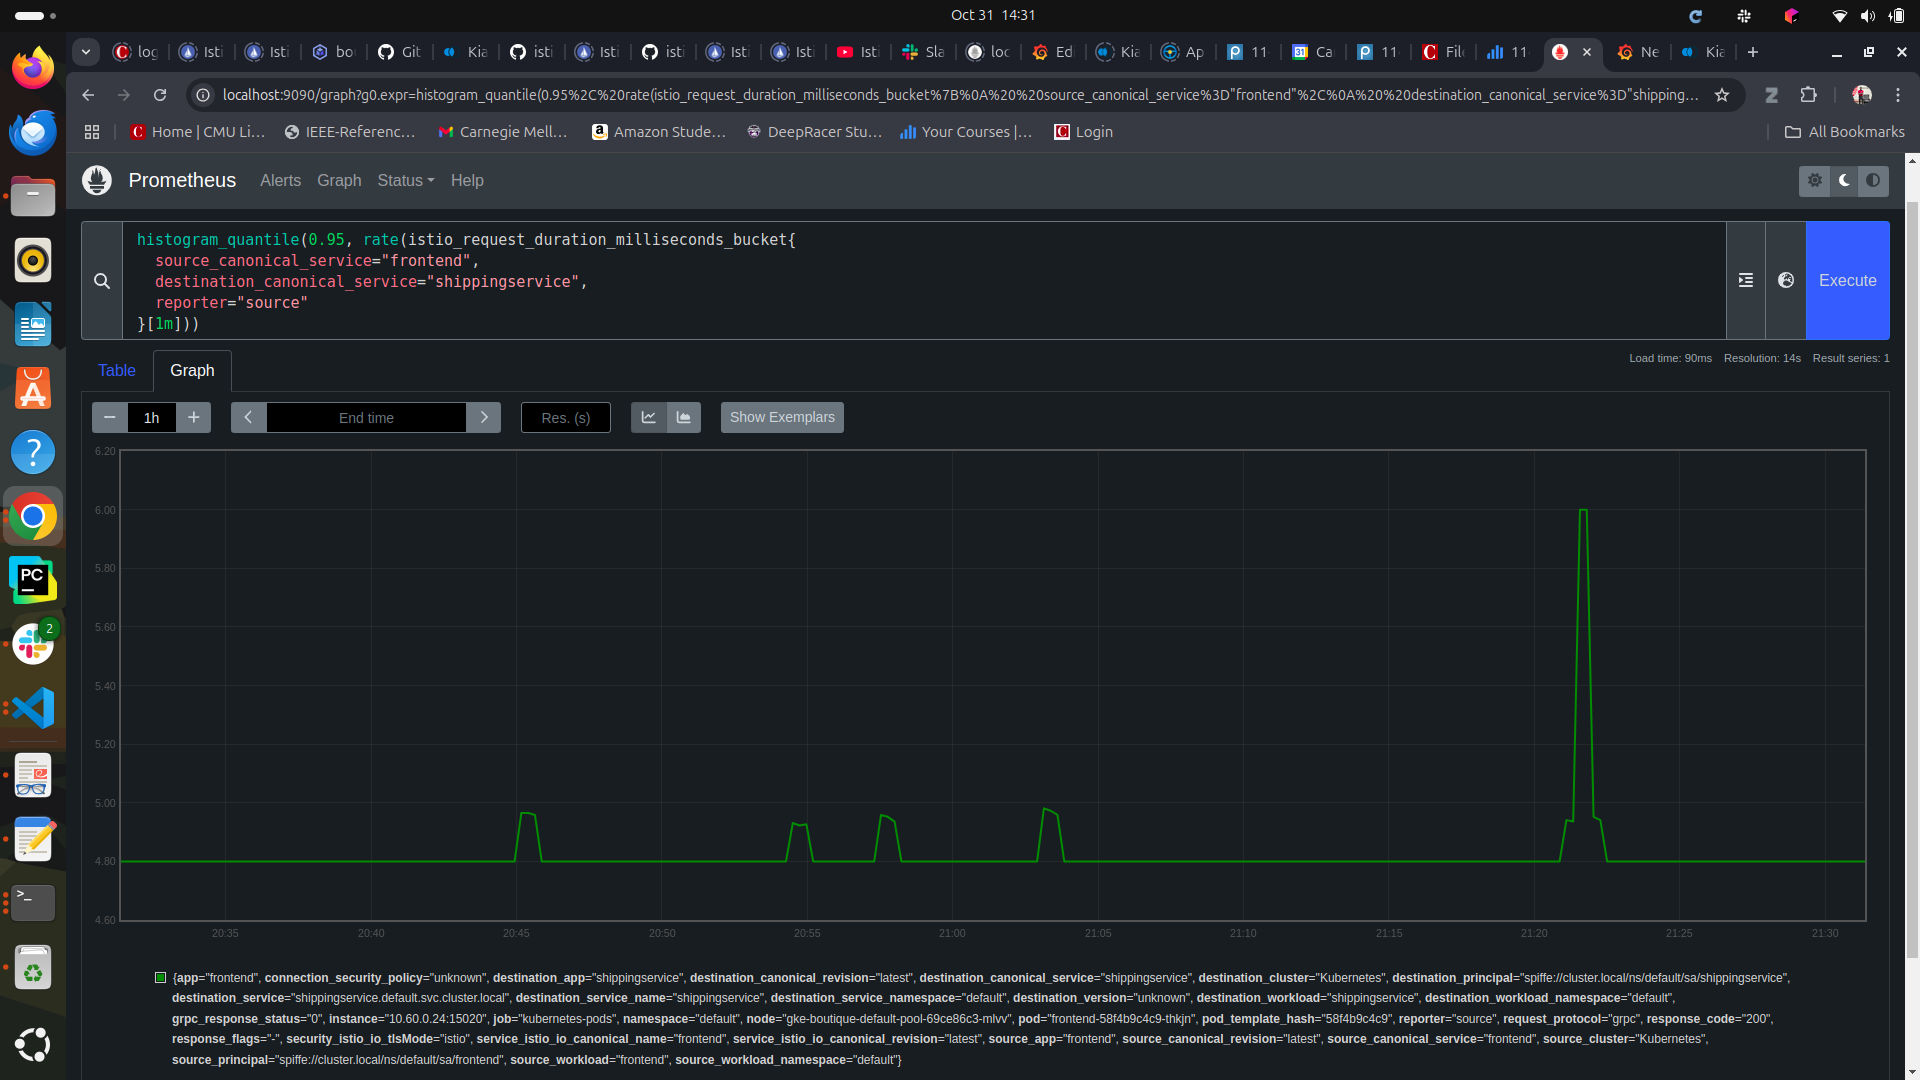 Oct 31 14:31
log
Isti
Isti
bo
Git
Kia
isti
Isti
isti
Isti
Isti
Isti
Sla
loc
Edi
Kia
Ap
11
Ca
11
File
11
Ne
Kia
localhost:9090/graph?g0.expr=histogram_quantile(0.95%2C%20rate(istio_request_duration_milliseconds_bucket%7B%0A%20%20source_canonical_service%3D"frontend"%2C%0A%20%20destination_canonical_service%3D"shipping...
Home | CMU Li...
IEEE-Referenc...
Carnegie Mell...
Amazon Stude...
DeepRacer Stu...
Your Courses |...
Login
All Bookmarks
Prometheus Alerts Graph Status Help
histogram_quantile(0.95, rate(istio_request_duration_milliseconds_bucket{
source_canonical_service="frontend",
destination_canonical_service="shippingservice",
reporter="source"
}[1m]))
Execute
Table Graph
Load time: 90ms Resolution: 14s Result series: 1
1h
End time
Res. (s)
Show Exemplars
6.20
6.00
5.80
5.60
5.40
5.20
5.00
4.80
4.60
20:35 20:40 20:45 20:50 20:55 21:00 21:05 21:10 21:15 21:20 21:25 21:30
{app="frontend", connection_security_policy="unknown", destination_app="shippingservice", destination_canonical_revision="latest", destination_canonical_service="shippingservice", destination_cluster="Kubernetes", destination_principal="spiffe://cluster.local/ns/default/sa/shippingservice",
destination_service="shippingservice.default.svc.cluster.local", destination_service_name="shippingservice", destination_service_namespace="default", destination_version="unknown", destination_workload="shippingservice", destination_workload_namespace="default",
grpc_response_status="0", instance="10.60.0.24:15020", job="kubernetes-pods", namespace="default", node="gke-boutique-default-pool-69ce86c3-mlvv", pod="frontend-58f4b9c4c9-thkjn", pod_template_hash="58f4b9c4c9", reporter="source", request_protocol="grpc", response_code="200",
response_flags="-", security_istio_io_tlsMode="istio", service_istio_io_canonical_name="frontend", service_istio_io_canonical_revision="latest", source_app="frontend", source_canonical_revision="latest", source_canonical_service="frontend", source_cluster="Kubernetes",
source_principal="spiffe://cluster.local/ns/default/sa/frontend", source_workload="frontend", source_workload_namespace="default"}
PC
2